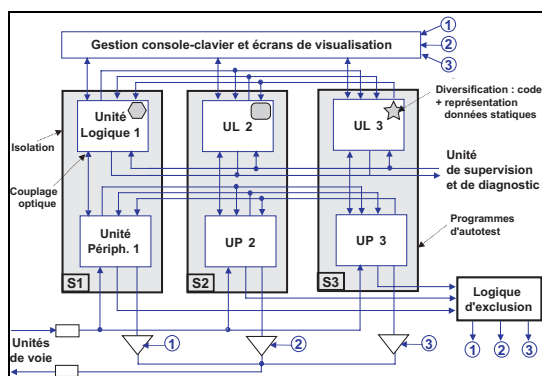 Gestion console-clavier et écrans de visualisation
1
2
3
Diversification : code
+ représentation
données statiques
Isolation
Unité
Logique 1
UL 2
UL 3
Couplage
optique
Unité
de supervision
et de diagnostic
Unité
Périph. 1
UP 2
UP 3
Programmes
d'autotest
S1
S2
S3
Logique
d'exclusion
Unités
de voie
1
2
3
1
2
3